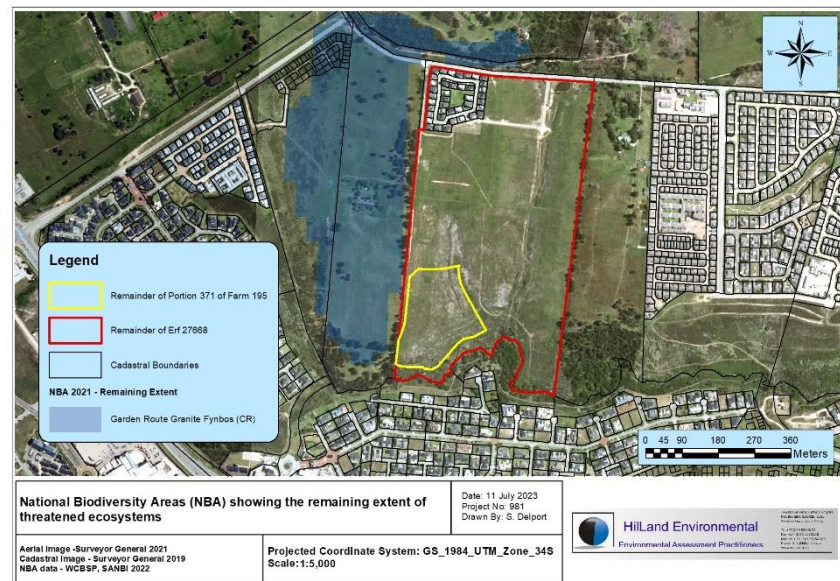 N
W E
S
Legend
Remainder of Portion 371 of Farm 195
Remainder of Erf 27668
Cadastral Boundaries
NBA 2021 - Remaining Extent
Garden Route Granite Fynbos (CR)
0 45 90 180 270 360
Meters
National Biodiversity Areas (NBA) showing the remaining extent of
threatened ecosystems
Date: 11 July 2023
Project No: 981
Drawn By: S. Delport
Aerial Image -Surveyor General 2021
Cadastral Image - Surveyor General 2019
NBA data - WCBSP, SANBI 2022
Projected Coordinate System: GS_1984_UTM_Zone_34S
Scale:1:5,000
HilLand Environmental
Environmental Assessment Practitioners